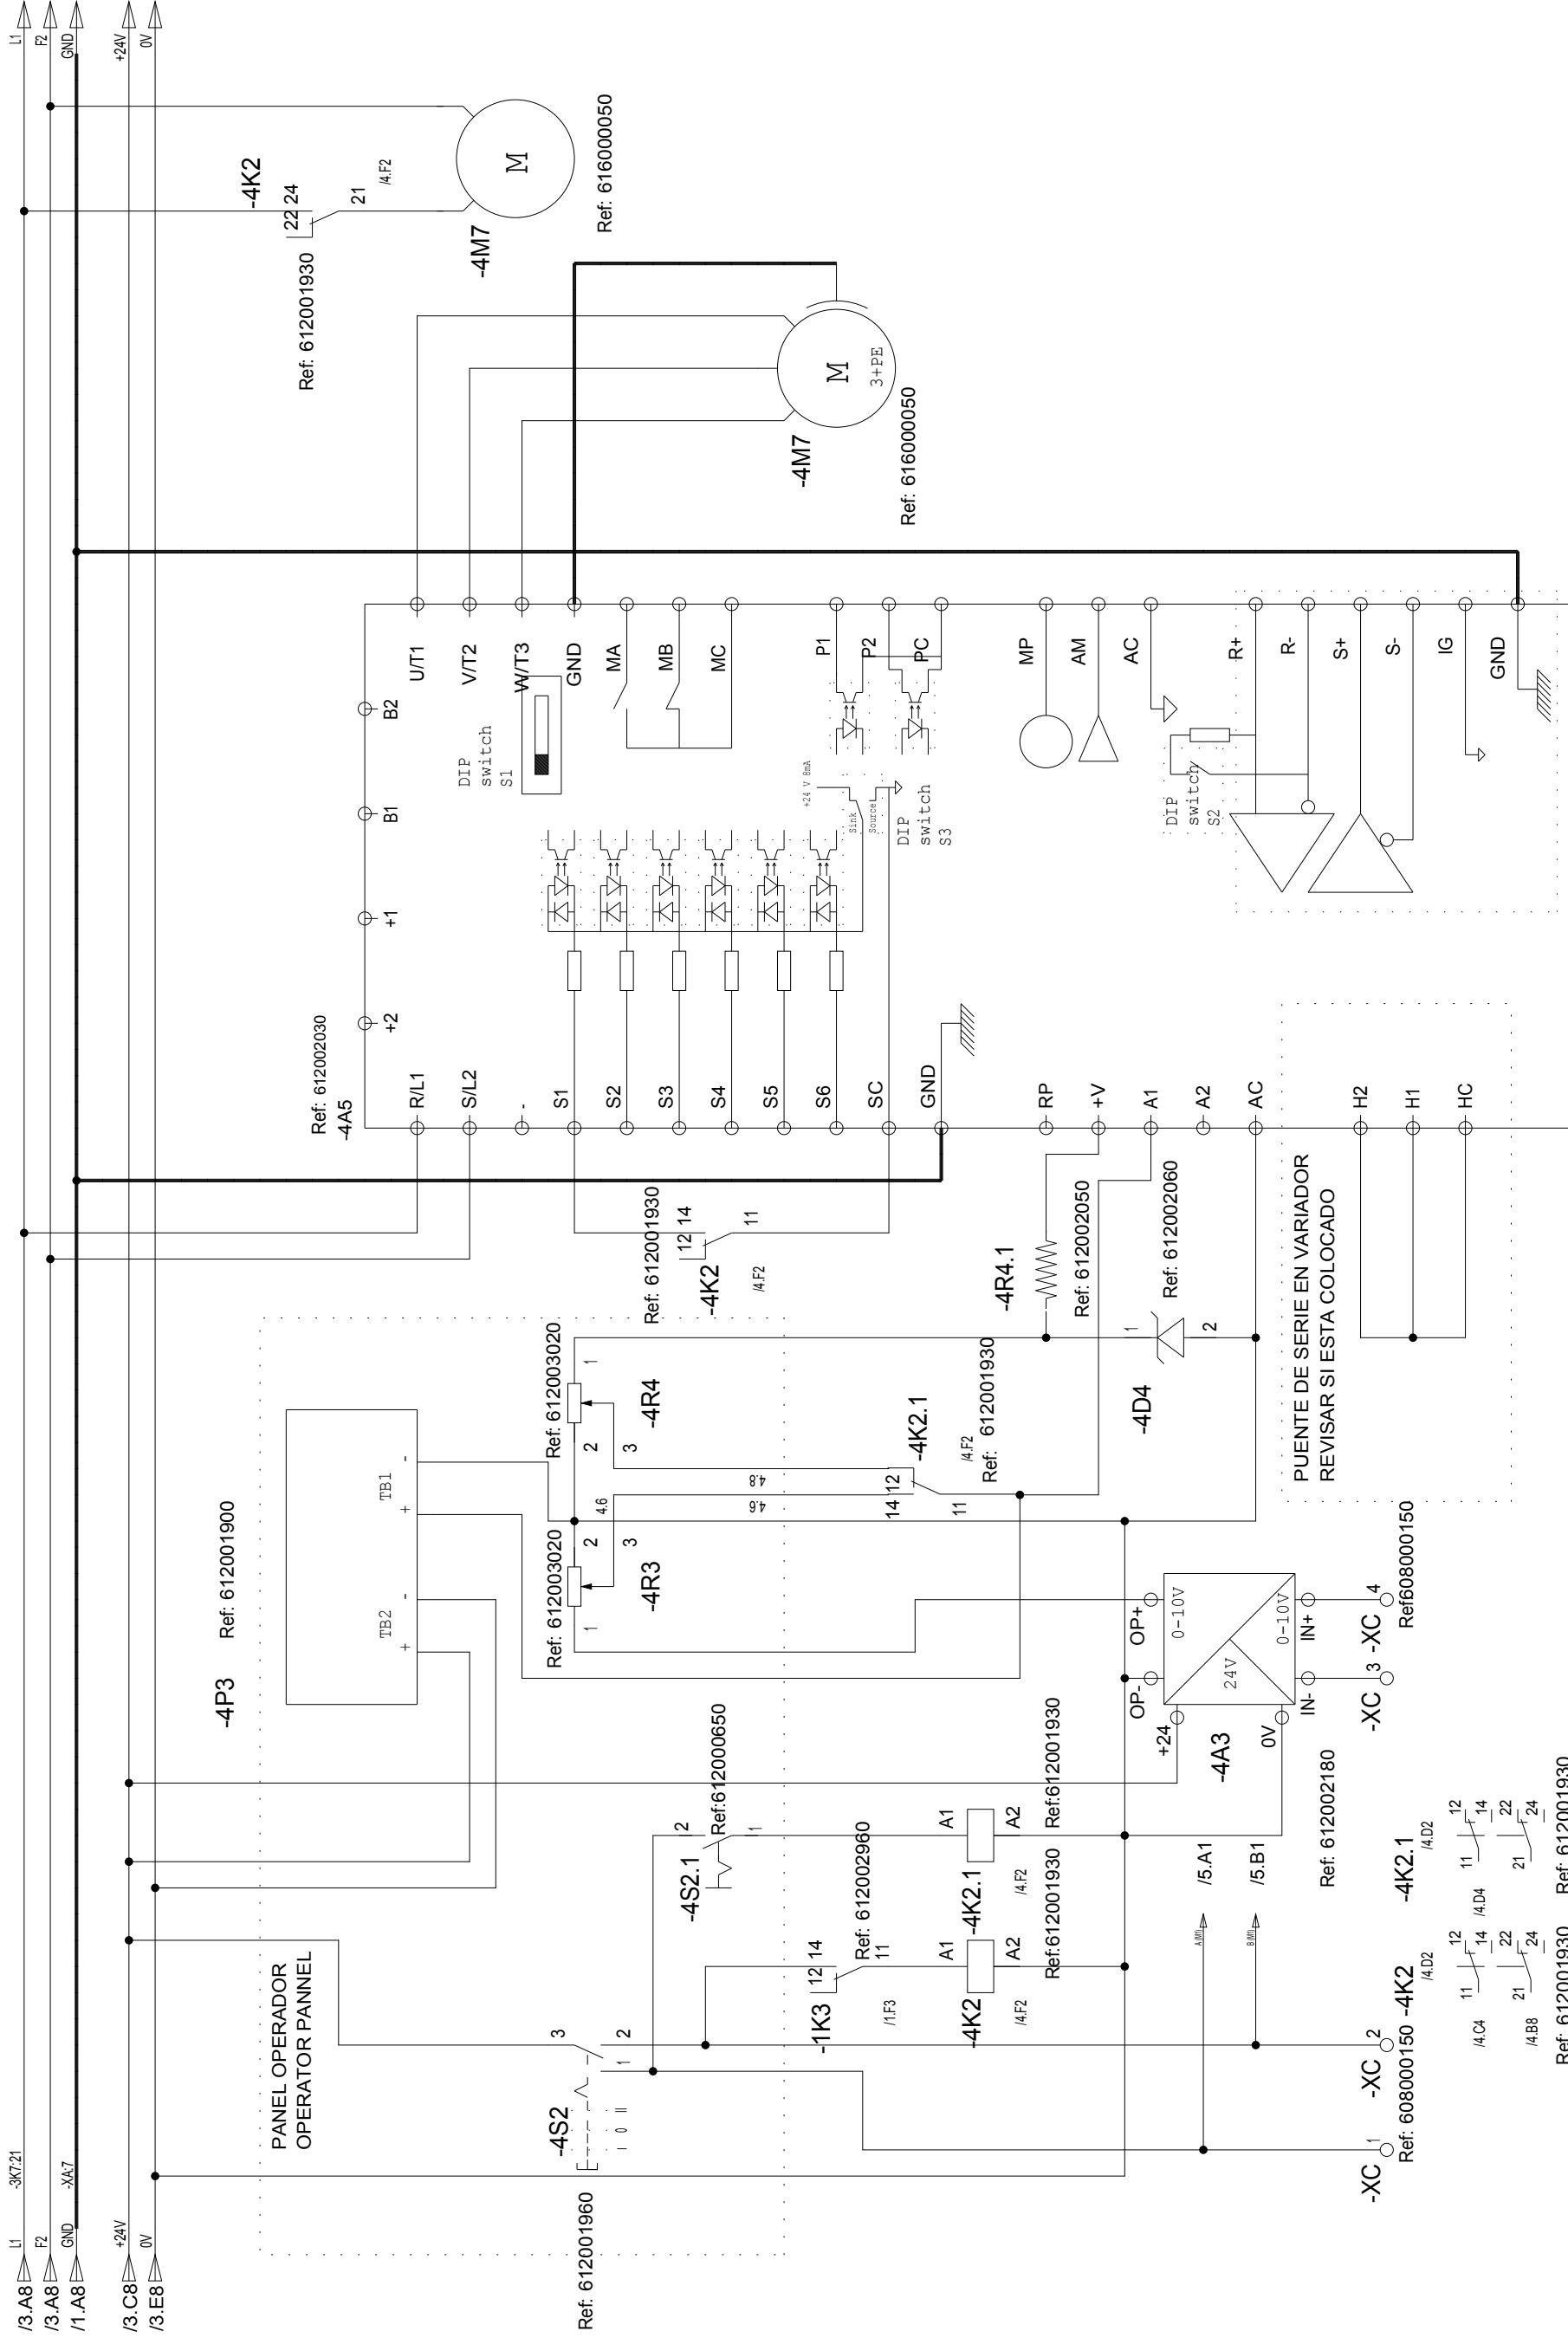 /3.A8
L1
-3K7:21
L1
/3.A8
F2
F2
/1.A8
GND
-XA:7
GND
/3.C8
+24V
+24V
/3.E8
0V
0V
PANEL OPERADOR
OPERATOR PANNEL
-4P3
Ref: 612001900
TB2
+
-
TB1
+
-
Ref: 612001960
-4S2
I 0 II
3
1
2
-4S2.1
2
1
Ref:612000650
Ref: 612003020
-4R3
1
2
3
4.6
Ref: 612003020
-4R4
1
2
3
-1K3
12 14
11
/1.F3
Ref: 612002960
-4K2
A1
A2
/4.F2
Ref:612001930
-4K2.1
A1
A2
/4.F2
Ref:612001930
4.6
4.8
-4K2.1
14 12
11
/4.F2
Ref: 612001930
-4K2
12 14
11
/4.F2
Ref: 612001930
-4R4.1
Ref: 612002050
-4D4
1
2
Ref: 612002060
A(M1)
/5.A1
B(M1)
/5.B1
-4A3
+24
0V
OP-
OP+
0-10V
24V
0-10V
IN-
IN+
Ref: 612002180
-XC
1
-XC
2
Ref: 608000150
-XC
3
-XC
4
Ref608000150
-4K2
/4.D2
11
12
14
/4.C4
21
22
24
/4.B8
Ref: 612001930
-4K2.1
/4.D2
11
12
14
/4.D4
21
22
24
Ref: 612001930
Ref: 612002030
-4A5
+2
+1
B1
B2
R/L1
S/L2
-
S1
S2
S3
S4
S5
S6
SC
GND
RP
+V
A1
A2
AC
H2
H1
HC
PUENTE DE SERIE EN VARIADOR
REVISAR SI ESTA COLOCADO
DIP
switch
S1
+24 V 8mA
Sink
Source
DIP
switch
S3
DIP
switch
S2
U/T1
V/T2
W/T3
GND
MA
MB
MC
P1
P2
PC
MP
AM
AC
R+
R-
S+
S-
IG
GND
-4M7
M
3+PE
Ref: 616000050
-4K2
22 24
21
/4.F2
Ref: 612001930
-4M7
M
Ref: 616000050